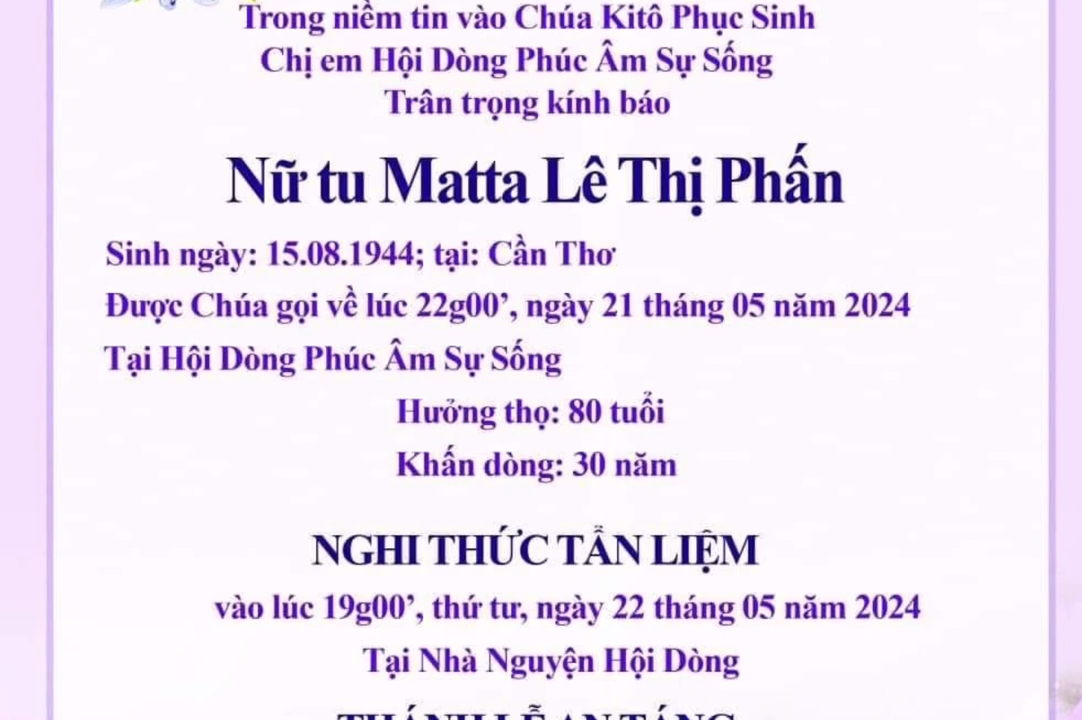 Trong niềm tin vào Chúa Kitô Phục Sinh
Chị em Hội Dòng Phúc Âm Sự Sống
Trân trọng kính báo
Nữ tu Matta Lê Thị Phấn
Sinh ngày: 15.08.1944; tại: Cần Thơ
Được Chúa gọi về lúc 22g00’, ngày 21 tháng 05 năm 2024
Tại Hội Dòng Phúc Âm Sự Sống
Hưởng thọ: 80 tuổi
Khấn dòng: 30 năm
NGHI THỨC TẨN LIỆM
vào lúc 19g00’, thứ tư, ngày 22 tháng 05 năm 2024
Tại Nhà Nguyện Hội Dòng
THÁNH LỄ AN TÁNG